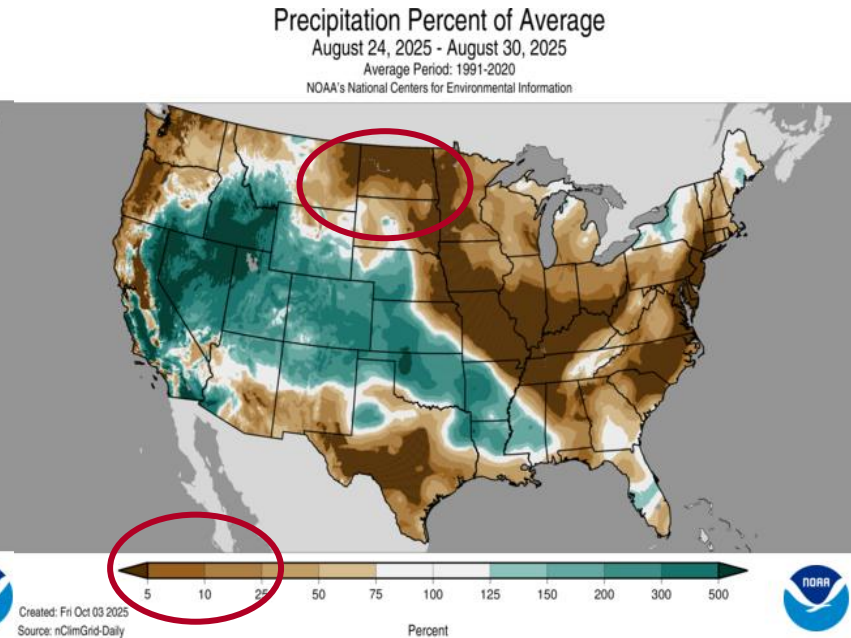 Precipitation Percent of Average
August 24, 2025 - August 30, 2025
Average Period: 1991-2020
NOAA's National Centers for Environmental Information
5 10 25 50 75 100 125 150 200 300 500
Percent
Created: Fri Oct 03 2025
Source: nClimGrid-Daily
NOAA